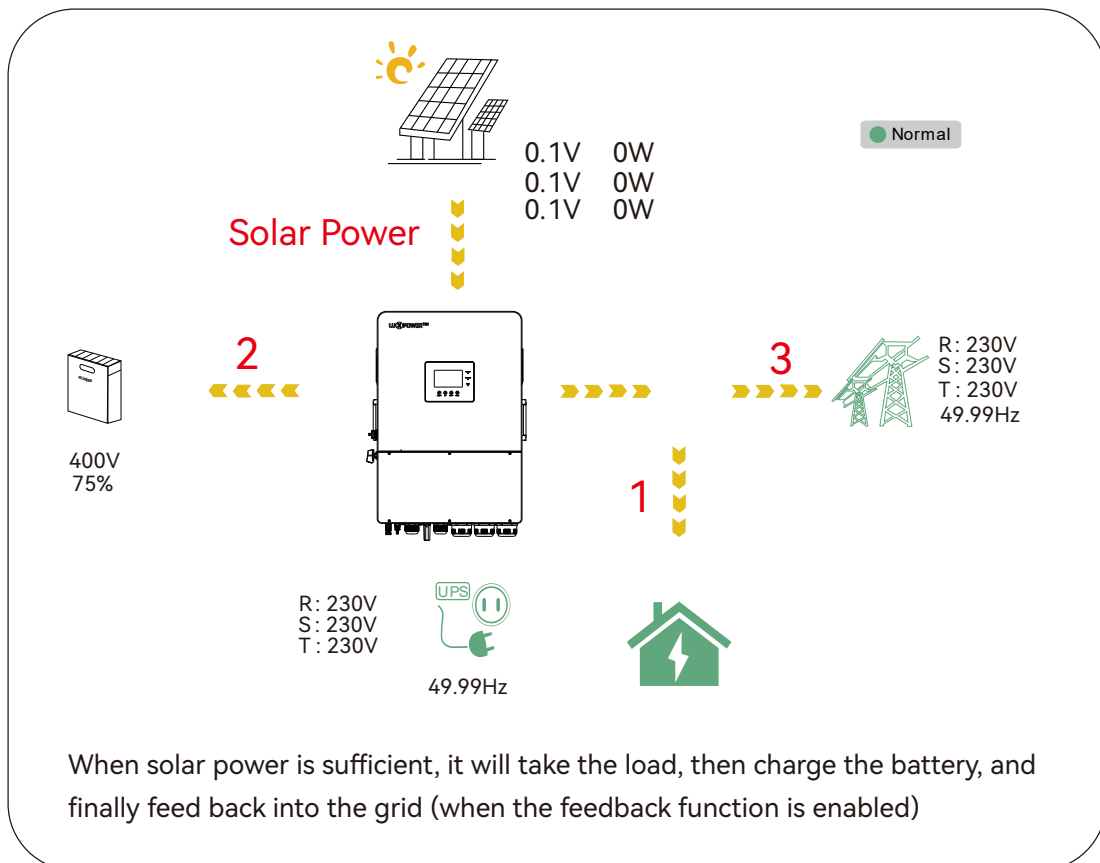 Normal
0.1V 0W
0.1V 0W
0.1V 0W
Solar Power
LUXPOWERTEK
2
3
R: 230V
S: 230V
T: 230V
49.99Hz
400V
75%
1
UPS
R: 230V
S: 230V
T: 230V
49.99Hz
When solar power is sufficient, it will take the load, then charge the battery, and
finally feed back into the grid (when the feedback function is enabled)